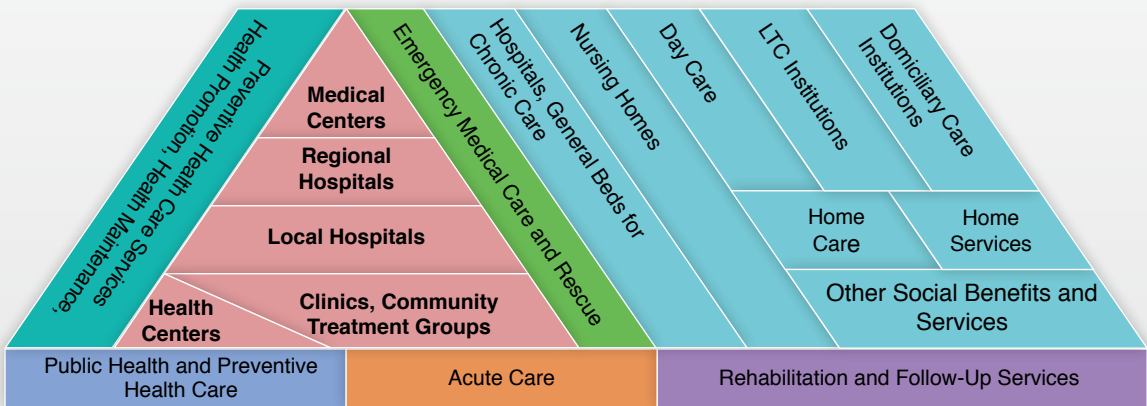 Health Promotion, Health Maintenance,
Preventive Health Care Services
Medical
Centers
Regional
Hospitals
Local Hospitals
Health
Centers
Clinics, Community
Treatment Groups
Emergency Medical Care and Rescue
Hospitals, General Beds for
Chronic Care
Nursing Homes
Day Care
LTC Institutions
Domiciliary Care
Institutions
Home
Care
Home
Services
Other Social Benefits and
Services
Public Health and Preventive
Health Care
Acute Care
Rehabilitation and Follow-Up Services